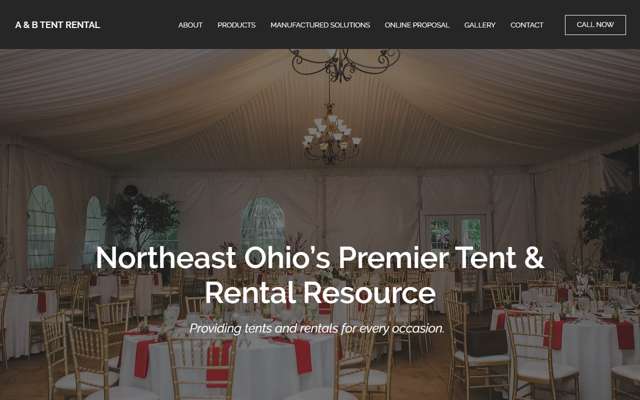 A & B TENT RENTAL
ABOUT
PRODUCTS
MANUFACTURED SOLUTIONS
ONLINE PROPOSAL
GALLERY
CONTACT
CALL NOW
Northeast Ohio’s Premier Tent &
Rental Resource
Providing tents and rentals for every occasion.